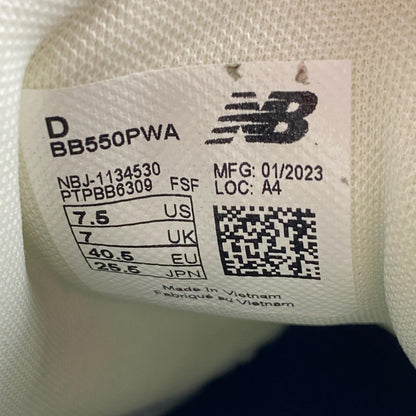 D
BB550PWA
NB
NBJ-1134530
PTPBB6309 FSF
7.5 US
7 UK
40.5 EU
25.5 JPN
MFG: 01/2023
LOC: A4
Made in Vietnam
Fabriqué au Vietnam